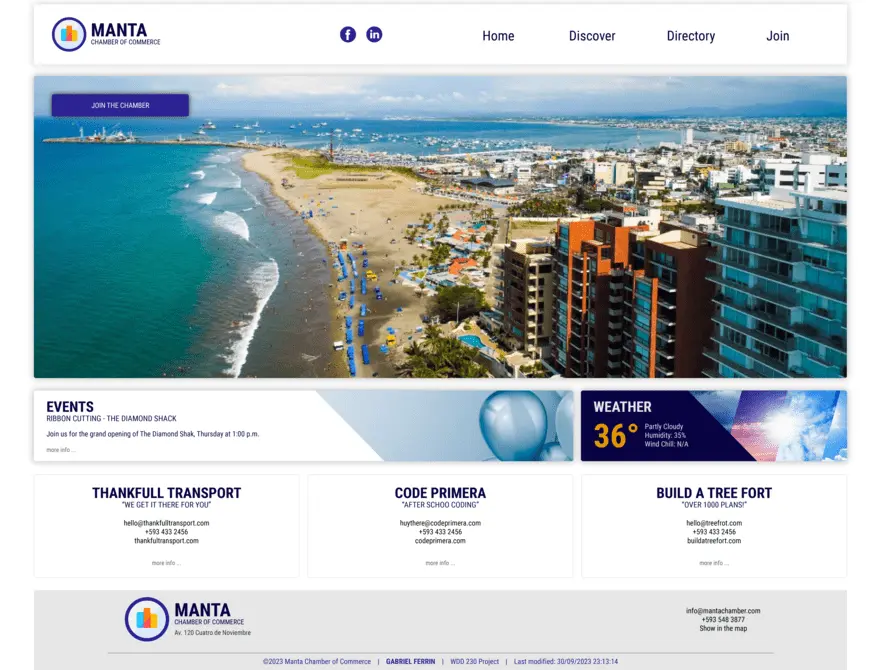 MANTA
CHAMBER OF COMMERCE
f in
Home Discover Directory Join
JOIN THE CHAMBER
EVENTS
RIBBON CUTTING - THE DIAMOND SHACK
Join us for the grand opening of The Diamond Shak, Thursday at 1:00 p.m.
more info ...
WEATHER
36°
Partly Cloudy
Humidity: 35%
Wind Chill: N/A
THANKFULL TRANSPORT
"WE GET IT THERE FOR YOU"
hello@thankfulltransport.com
+593 433 2456
thankfultransport.com
more info ...
CODE PRIMERA
"AFTER SCHOO CODING"
huythere@codeprimera.com
+593 433 2456
codeprimera.com
more info ...
BUILD A TREE FORT
"OVER 1000 PLANS!"
hello@treefrot.com
+593 433 2456
buildatreefort.com
more info ...
MANTA
CHAMBER OF COMMERCE
Av. 120 Cuatro de Noviembre
info@mantachamber.com
+593 548 3877
Show in the map
©2023 Manta Chamber of Commerce | GABRIEL FERRIN | WDD 230 Project | Last modified: 30/09/2023 23:13:14